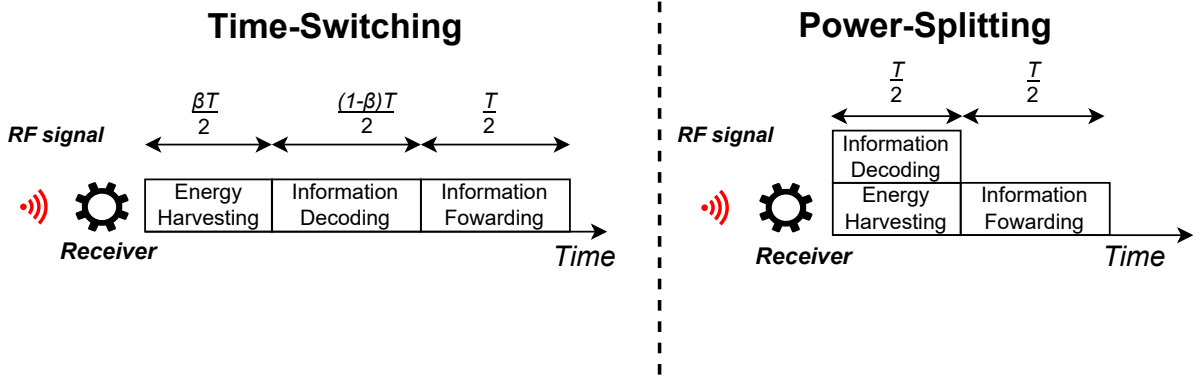 Time-Switching
βT
2
(1-β)T
2
T
2
RF signal
Energy
Harvesting
Information
Decoding
Information
Fowarding
Receiver
Time
Power-Splitting
T
2
T
2
RF signal
Information
Decoding
Energy
Harvesting
Information
Fowarding
Receiver
Time